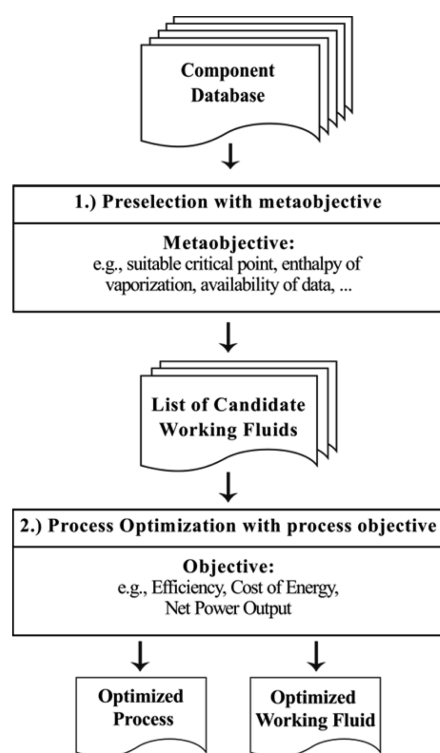 Component
Database
1.) Preselection with metaobjective
Metaobjective:
e.g., suitable critical point, enthalpy of
vaporization, availability of data, ...
List of Candidate
Working Fluids
2.) Process Optimization with process objective
Objective:
e.g., Efficiency, Cost of Energy,
Net Power Output
Optimized
Process
Optimized
Working Fluid